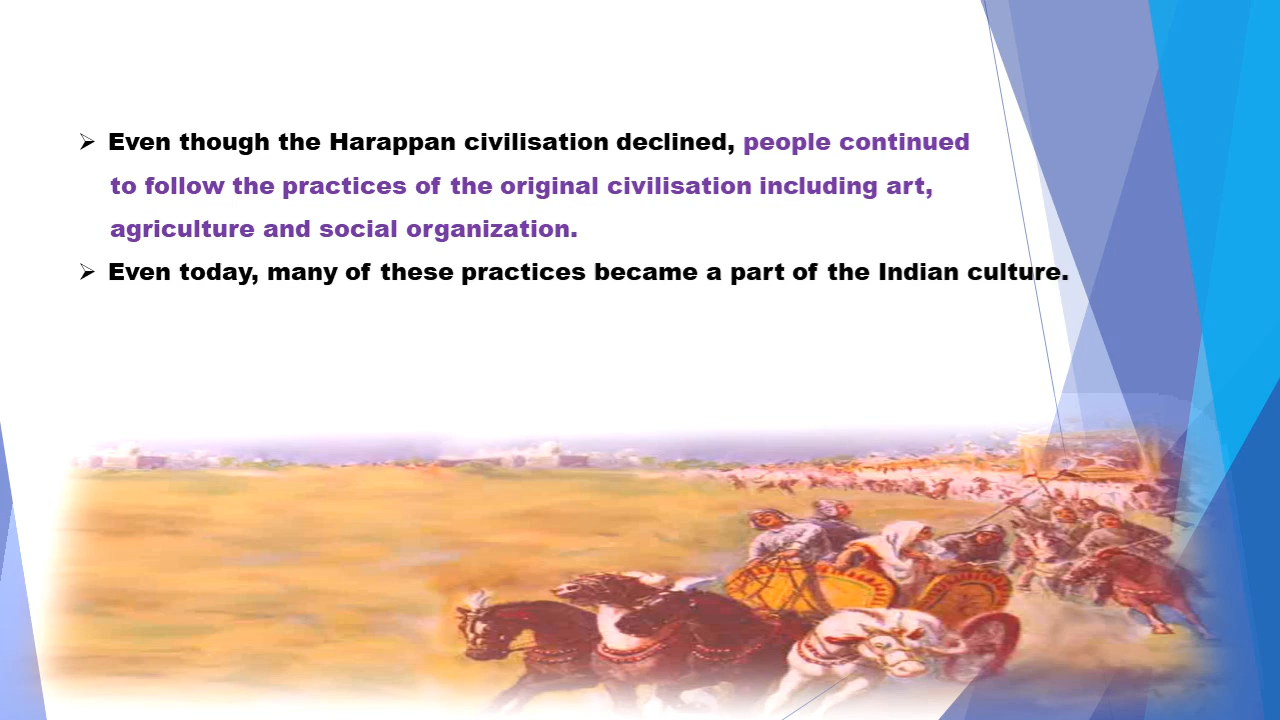 ➢ Even though the Harappan civilisation declined, people continued
to follow the practices of the original civilisation including art,
agriculture and social organization.
➢ Even today, many of these practices became a part of the Indian culture.